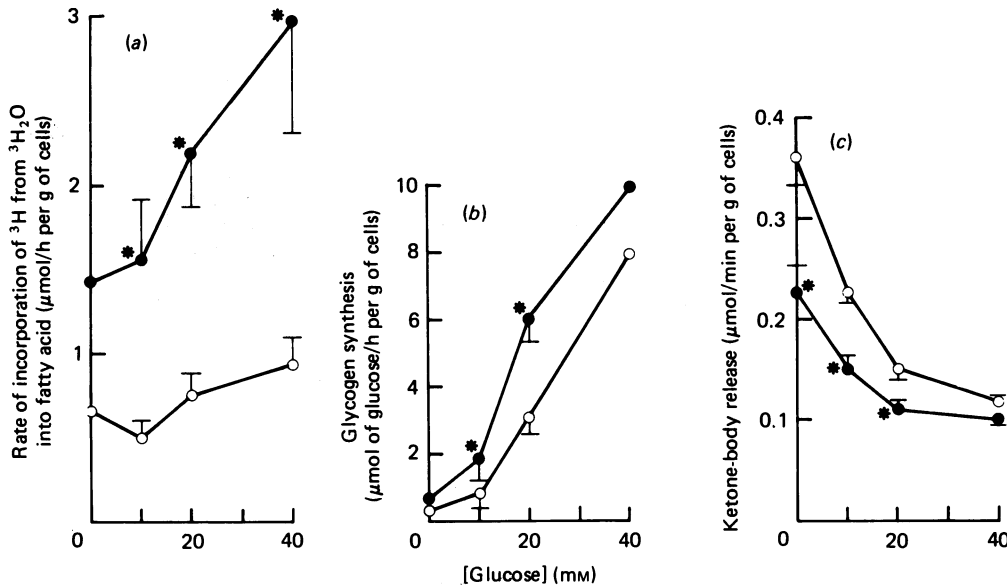 Rate of incorporation of ³H from ³H₂O
into fatty acid (μmol/h per g of cells)
3
2
1
(a)
0
20
40
Glycogen synthesis
(μmol of glucose/h per g of cells)
10
8
6
4
2
(b)
0
20
40
[Glucose] (mM)
Ketone-body release (μmol/min per g of cells)
0.4
0.3
0.2
0.1
(c)
0
20
40